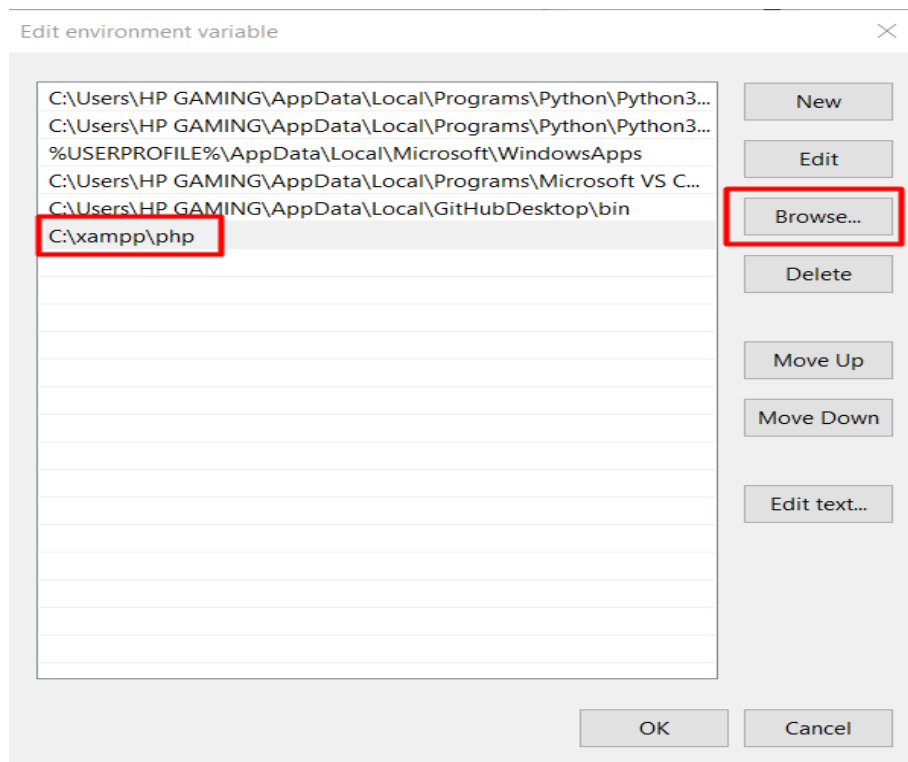 Edit environment variable
C:\Users\HP GAMING\AppData\Local\Programs\Python\Python3...
C:\Users\HP GAMING\AppData\Local\Programs\Python\Python3...
%USERPROFILE%\AppData\Local\Microsoft\WindowsApps
C:\Users\HP GAMING\AppData\Local\Programs\Microsoft VS C...
C:\Users\HP GAMING\AppData\Local\GitHubDesktop\bin
C:\xampp\php
New
Edit
Browse...
Delete
Move Up
Move Down
Edit text...
OK
Cancel